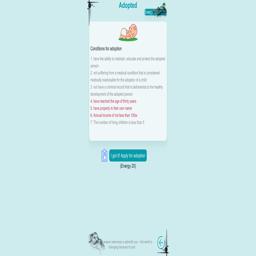 Adopted
Conditions for adoption
1. have the ability to maintain, educate and protect the adopted
person
2. not suffering from a medical condition that is considered
medically reasonable for the adoption of a child
3. not have a criminal record that is detrimental to the healthy
development of the adopted person
4. have reached the age of thirty years
5. have property in their own name
6. Annual income of not less than 100w
7. The number of living children is less than 5
I got it! Apply for adoption
(Energy 20)